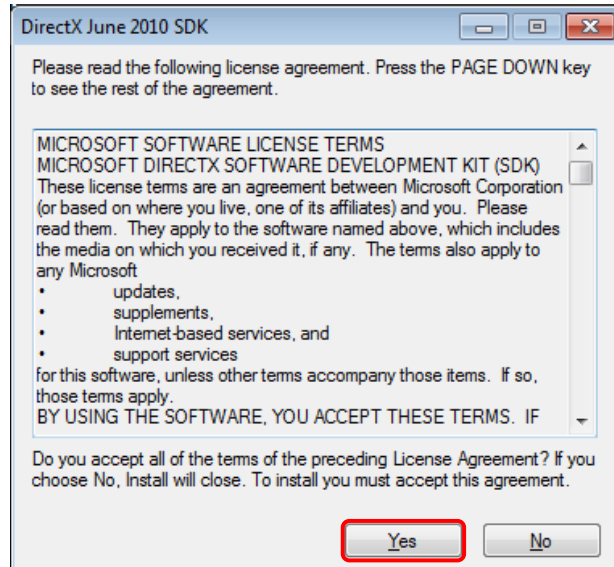 DirectX June 2010 SDK
Please read the following license agreement. Press the PAGE DOWN key
to see the rest of the agreement.
MICROSOFT SOFTWARE LICENSE TERMS
MICROSOFT DIRECTX SOFTWARE DEVELOPMENT KIT (SDK)
These license terms are an agreement between Microsoft Corporation
(or based on where you live, one of its affiliates) and you.  Please
read them.  They apply to the software named above, which includes
the media on which you received it, if any.  The terms also apply to
any Microsoft
• updates,
• supplements,
• Internet-based services, and
• support services
for this software, unless other terms accompany those items.  If so,
those terms apply.
BY USING THE SOFTWARE, YOU ACCEPT THESE TERMS.  IF
Do you accept all of the terms of the preceding License Agreement? If you
choose No, Install will close. To install you must accept this agreement.
Yes No